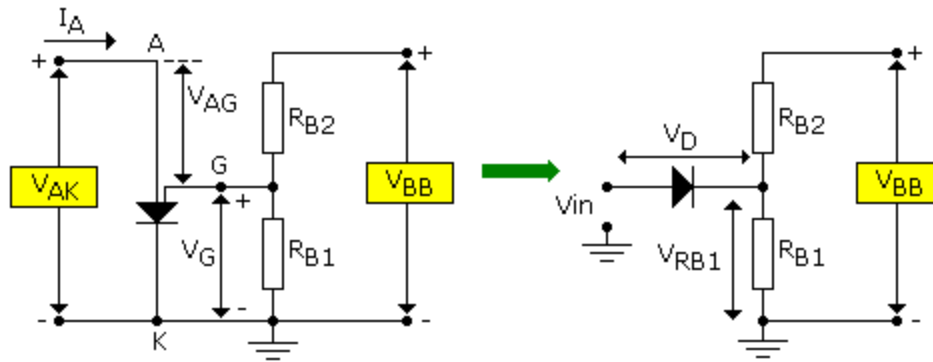 I_A
A
+
V_AG
R_B2
+
V_AK
G
+
V_BB
V_G
R_B1
-
-
-
K
+
R_B2
V_D
V_BB
Vin
V_RB1
R_B1
-